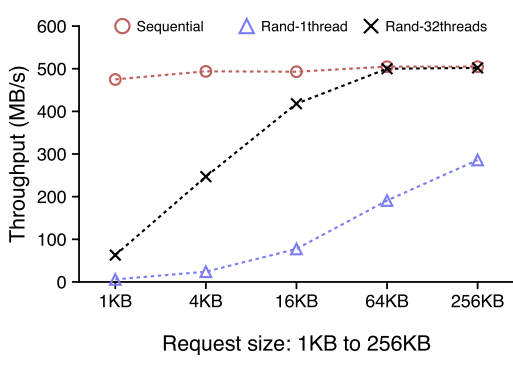 Sequential Rand-1thread Rand-32threads
Throughput (MB/s)
600
500
400
300
200
100
0
1KB 4KB 16KB 64KB 256KB
Request size: 1KB to 256KB